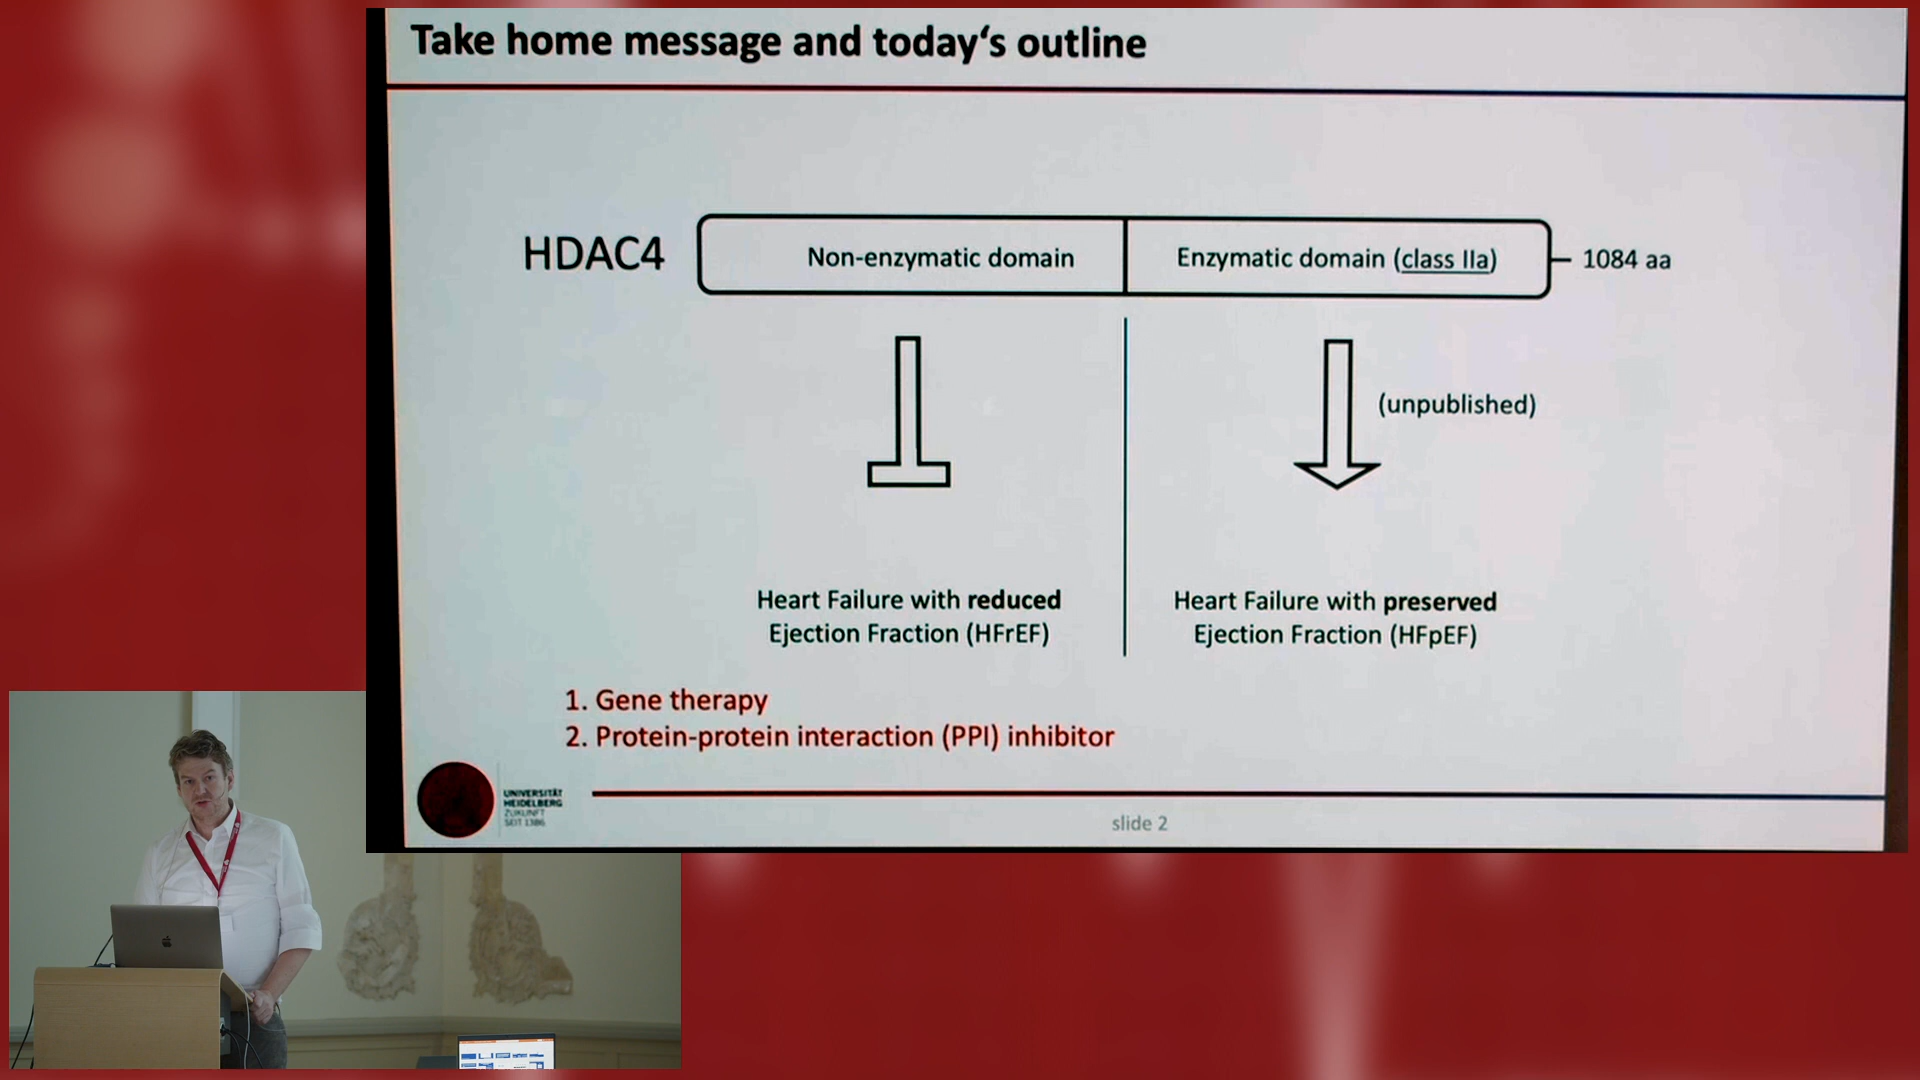 Take home message and today‘s outline
HDAC4
Non-enzymatic domain
Enzymatic domain (class IIa)
1084 aa
(unpublished)
Heart Failure with reduced
Ejection Fraction (HFrEF)
Heart Failure with preserved
Ejection Fraction (HFpEF)
1. Gene therapy
2. Protein-protein interaction (PPI) inhibitor
UNIVERSITÄT
HEIDELBERG
ZUKUNFT
SEIT 1386
slide 2